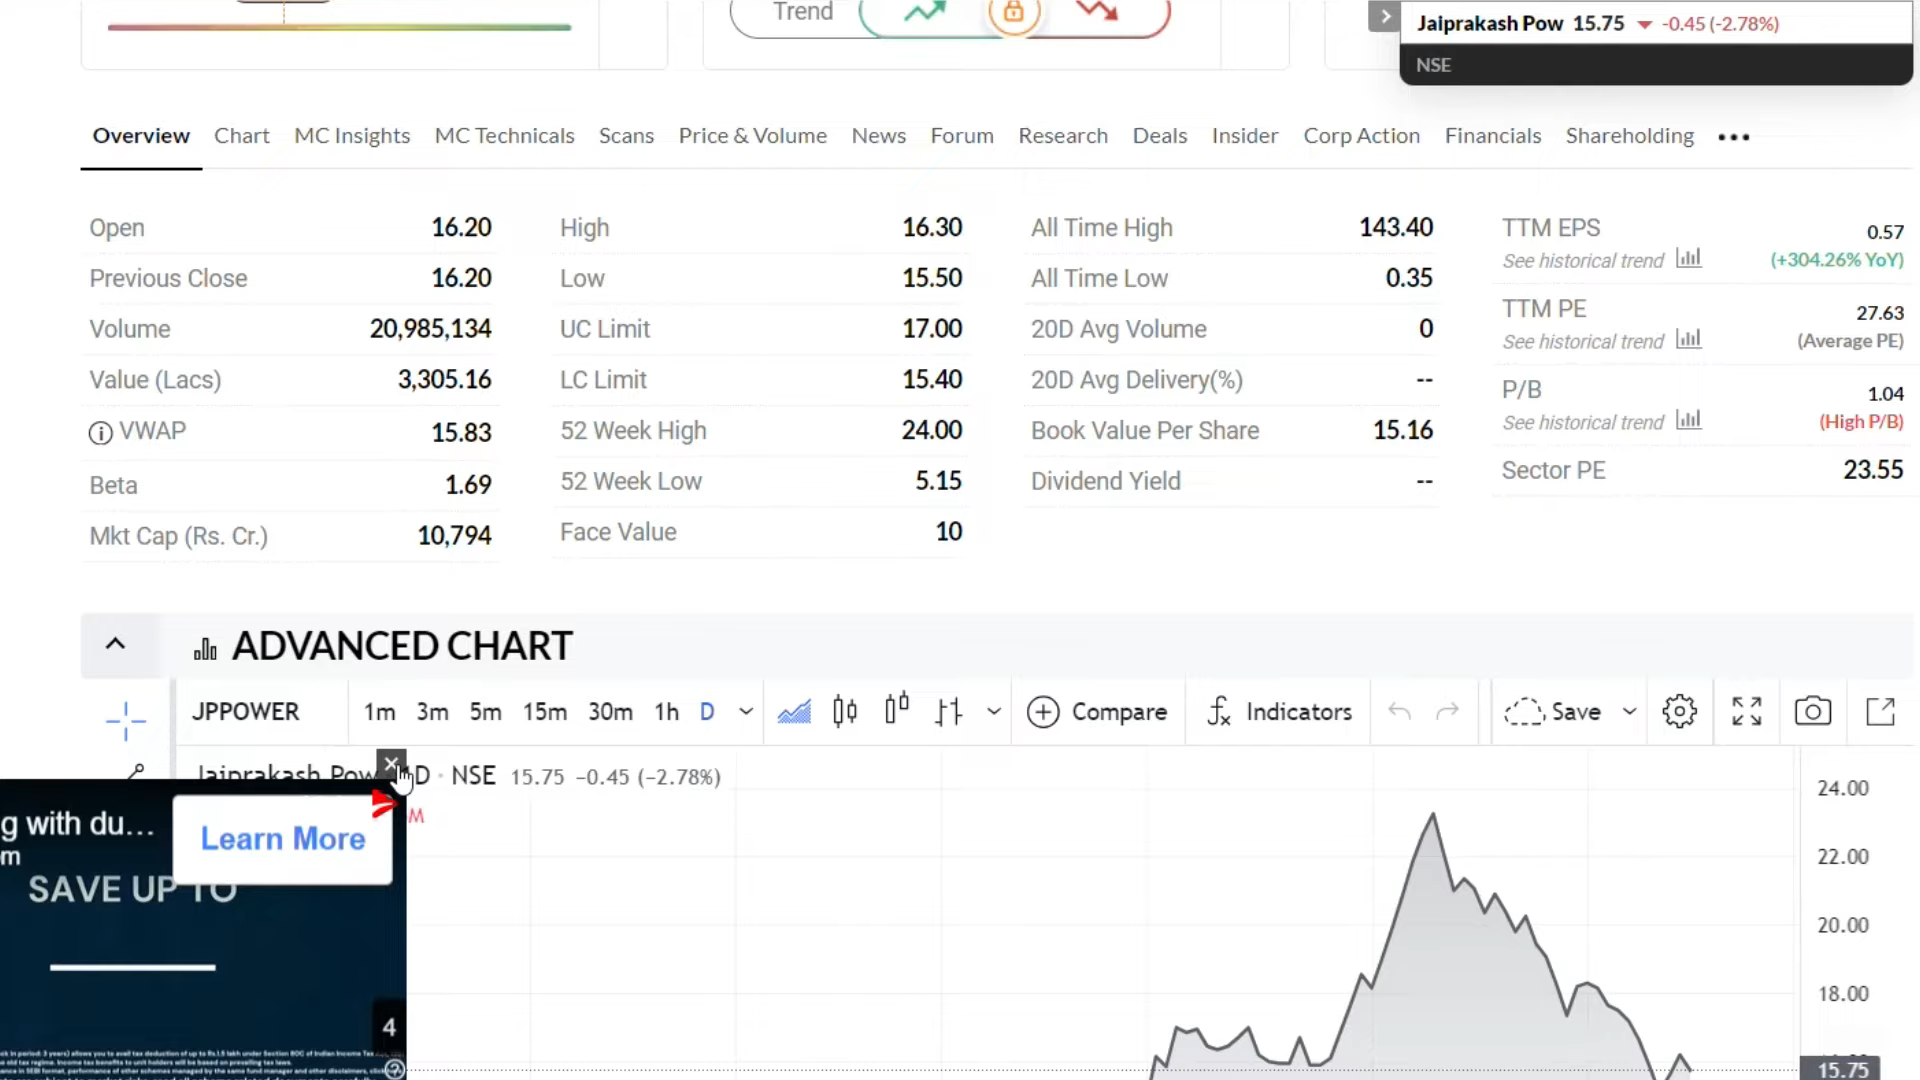 Trend
Jaiprakash Pow 15.75 -0.45 (-2.78%)
NSE
Overview Chart MC Insights MC Technicals Scans Price & Volume News Forum Research Deals Insider Corp Action Financials Shareholding
Open 16.20
Previous Close 16.20
Volume 20,985,134
Value (Lacs) 3,305.16
VWAP 15.83
Beta 1.69
Mkt Cap (Rs. Cr.) 10,794
High 16.30
Low 15.50
UC Limit 17.00
LC Limit 15.40
52 Week High 24.00
52 Week Low 5.15
Face Value 10
All Time High 143.40
All Time Low 0.35
20D Avg Volume 0
20D Avg Delivery(%) --
Book Value Per Share 15.16
Dividend Yield --
TTM EPS 0.57
See historical trend (+304.26% YoY)
TTM PE 27.63
See historical trend (Average PE)
P/B 1.04
See historical trend (High P/B)
Sector PE 23.55
ADVANCED CHART
JPPOWER 1m 3m 5m 15m 30m 1h D Compare Indicators Save
Jaiprakash Pow D · NSE 15.75 −0.45 (−2.78%)
M
g with du...
m
Learn More
SAVE UP TO
4
24.00
22.00
20.00
18.00
15.75